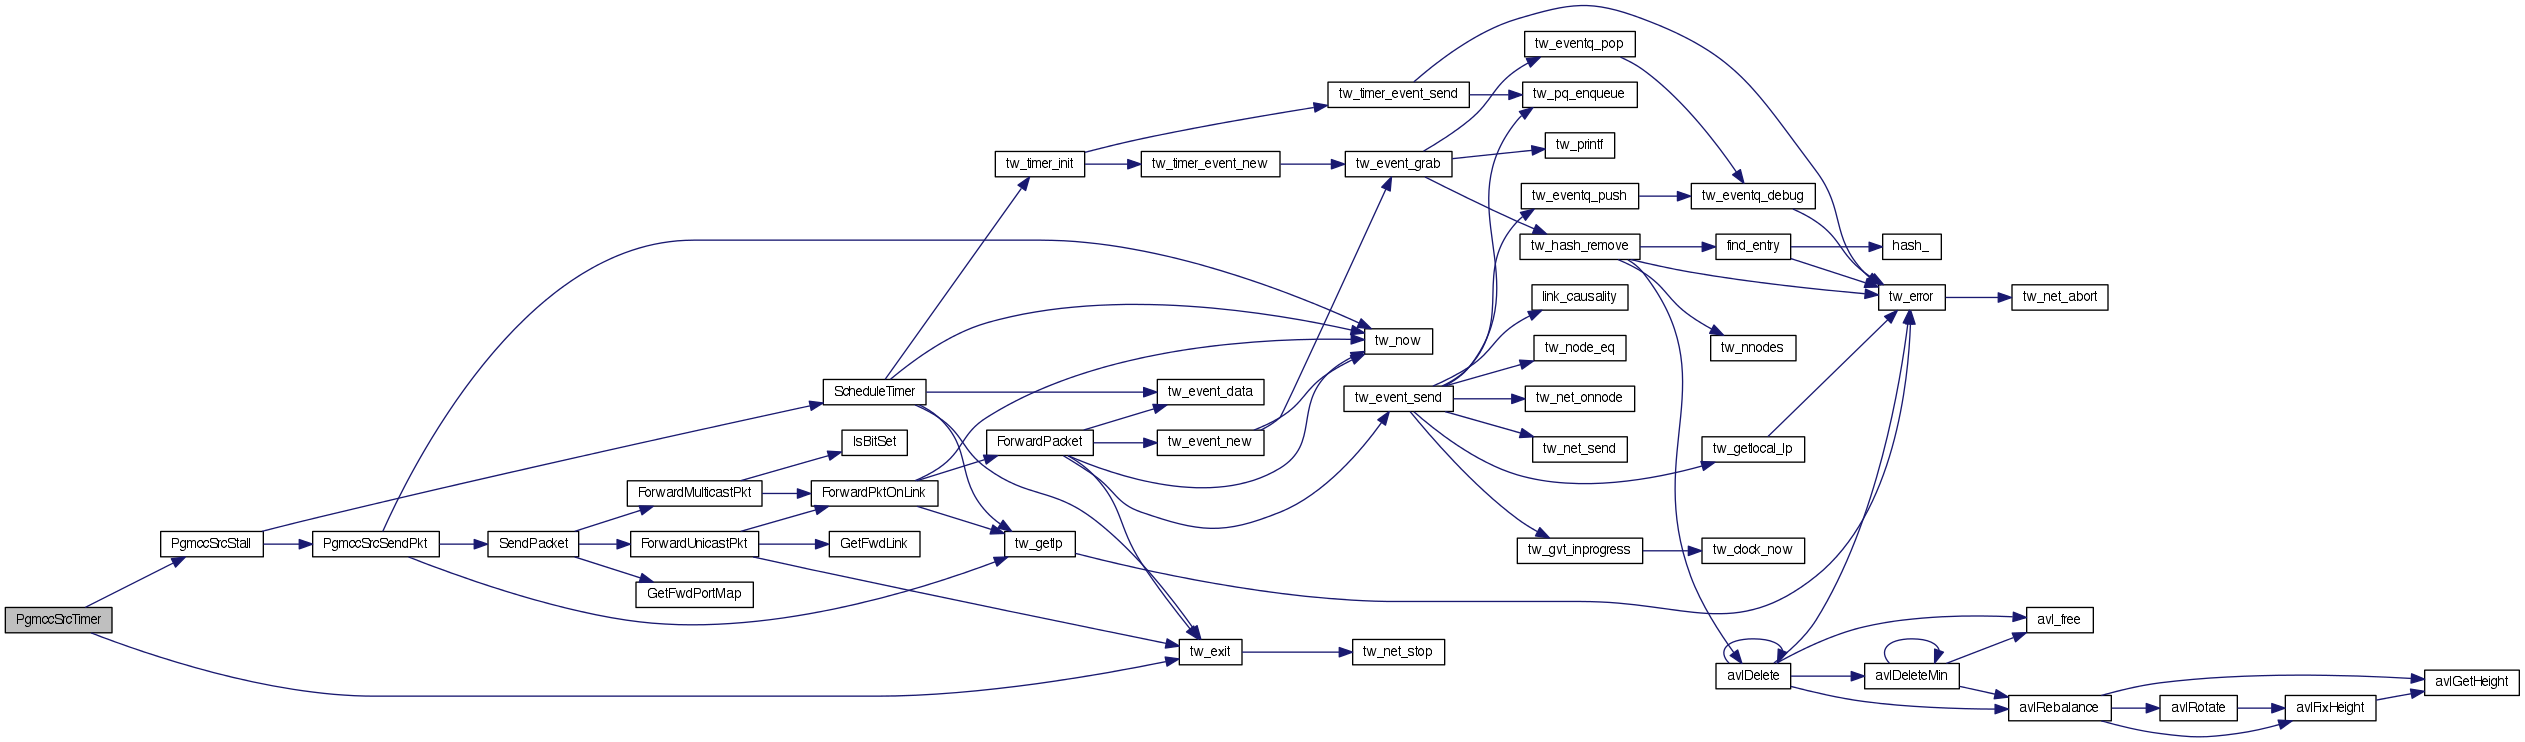 tw_eventq_pop
tw_timer_event_send
tw_pq_enqueue
tw_printf
tw_timer_init
tw_timer_event_new
tw_event_grab
tw_eventq_push
tw_eventq_debug
tw_hash_remove
find_entry
hash_
link_causality
tw_error
tw_net_abort
tw_now
tw_node_eq
tw_nnodes
ScheduleTimer
tw_event_data
tw_event_send
tw_net_onnode
IsBitSet
ForwardPacket
tw_event_new
tw_net_send
tw_getlocal_lp
ForwardMulticastPkt
ForwardPktOnLink
PgmccSrcStall
PgmccSrcSendPkt
SendPacket
ForwardUnicastPkt
GetFwdLink
tw_getlp
tw_gvt_inprogress
tw_clock_now
GetFwdPortMap
PgmccSrcTimer
avl_free
tw_exit
tw_net_stop
avlDelete
avlDeleteMin
avlGetHeight
avlRebalance
avlRotate
avlFixHeight